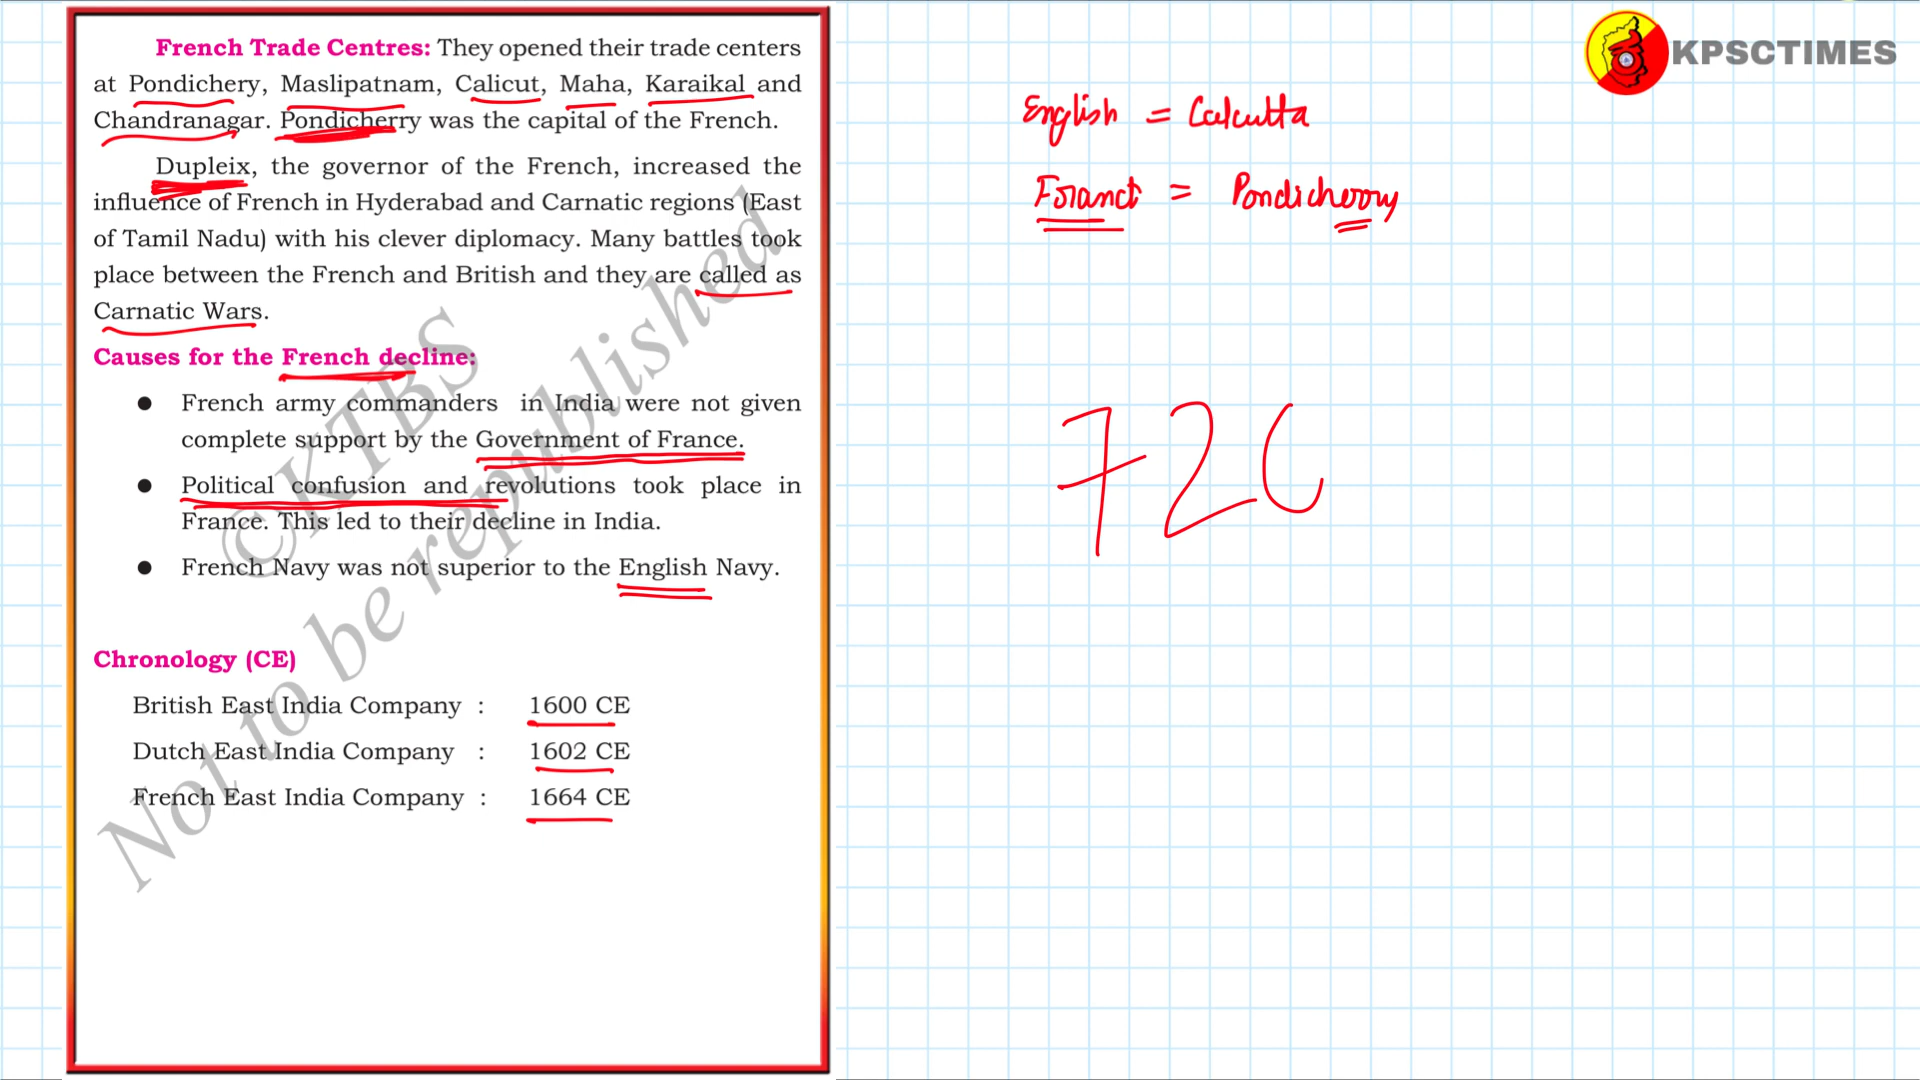 French Trade Centres: They opened their trade centers
at Pondichery, Maslipatnam, Calicut, Maha, Karaikal and
Chandranagar. Pondicherry was the capital of the French.
Dupleix, the governor of the French, increased the
influence of French in Hyderabad and Carnatic regions (East
of Tamil Nadu) with his clever diplomacy. Many battles took
place between the French and British and they are called as
Carnatic Wars.
Causes for the French decline:
● French army commanders in India were not given
complete support by the Government of France.
● Political confusion and revolutions took place in
France. This led to their decline in India.
● French Navy was not superior to the English Navy.
Chronology (CE)
British East India Company : 1600 CE
Dutch East India Company : 1602 CE
French East India Company : 1664 CE
©KTBS
Not to be republished
KPSCTIMES
English = Calcutta
= Pondicherry